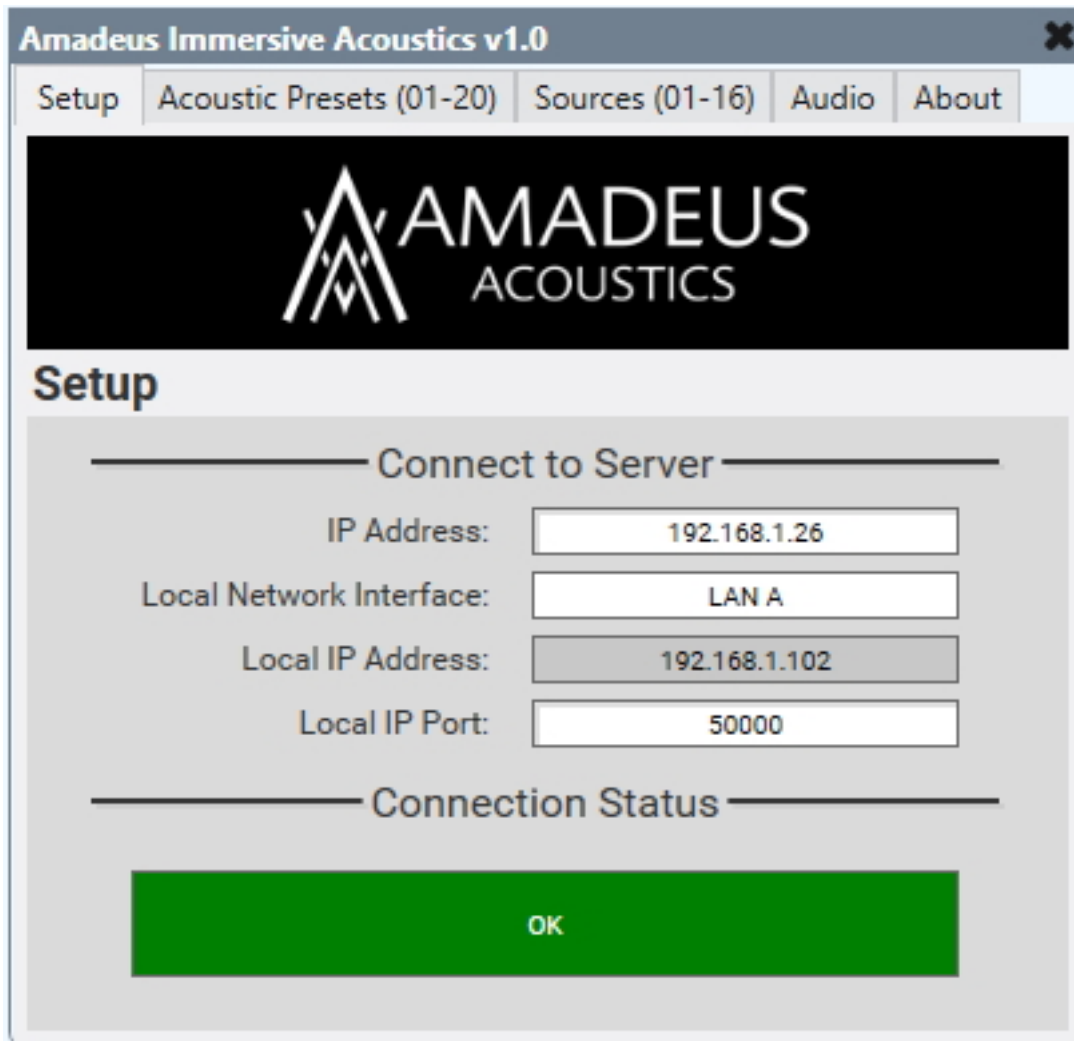 Amadeus Immersive Acoustics v1.0
Setup Acoustic Presets (01-20) Sources (01-16) Audio About
AMADEUS
ACOUSTICS
Setup
Connect to Server
IP Address: 192.168.1.26
Local Network Interface: LAN A
Local IP Address: 192.168.1.102
Local IP Port: 50000
Connection Status
OK